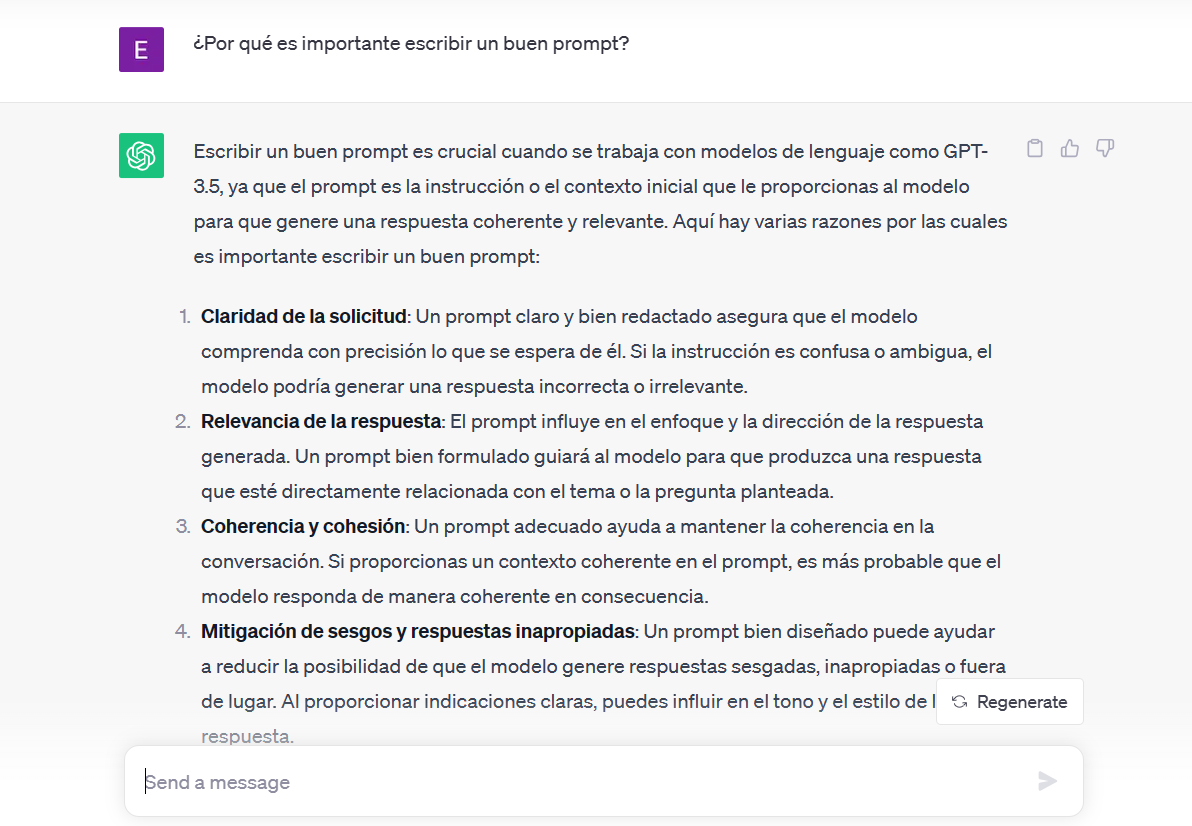 E
¿Por qué es importante escribir un buen prompt?
Escribir un buen prompt es crucial cuando se trabaja con modelos de lenguaje como GPT-
3.5, ya que el prompt es la instrucción o el contexto inicial que le proporcionas al modelo
para que genere una respuesta coherente y relevante. Aquí hay varias razones por las cuales
es importante escribir un buen prompt:
1. Claridad de la solicitud: Un prompt claro y bien redactado asegura que el modelo
comprenda con precisión lo que se espera de él. Si la instrucción es confusa o ambigua, el
modelo podría generar una respuesta incorrecta o irrelevante.
2. Relevancia de la respuesta: El prompt influye en el enfoque y la dirección de la respuesta
generada. Un prompt bien formulado guiará al modelo para que produzca una respuesta
que esté directamente relacionada con el tema o la pregunta planteada.
3. Coherencia y cohesión: Un prompt adecuado ayuda a mantener la coherencia en la
conversación. Si proporcionas un contexto coherente en el prompt, es más probable que el
modelo responda de manera coherente en consecuencia.
4. Mitigación de sesgos y respuestas inapropiadas: Un prompt bien diseñado puede ayudar
a reducir la posibilidad de que el modelo genere respuestas sesgadas, inapropiadas o fuera
de lugar. Al proporcionar indicaciones claras, puedes influir en el tono y el estilo de
respuesta.
Regenerate
Send a message